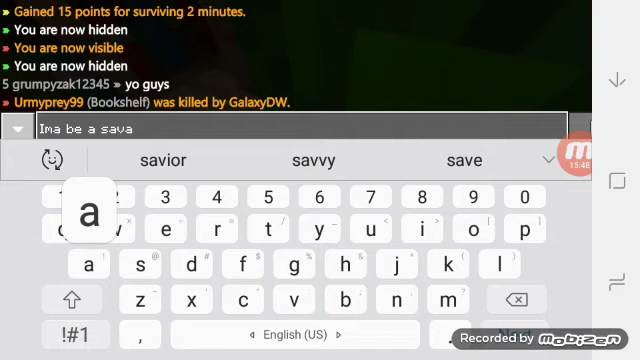 » Gained 15 points for surviving 2 minutes.
» You are now hidden
» You are now visible
» You are now hidden
5 grumpyzak12345 » yo guys
» Urmyprey99 (Bookshelf) was killed by GalaxyDW.
Ima be a sava
savior savvy save
15:48
3 4 5 6 7 8 9 0
a
e r t y u i o p
a s d f g h j k l
z x c v b n m
!#1 , English (US) .
Recorded by MOBIZEN